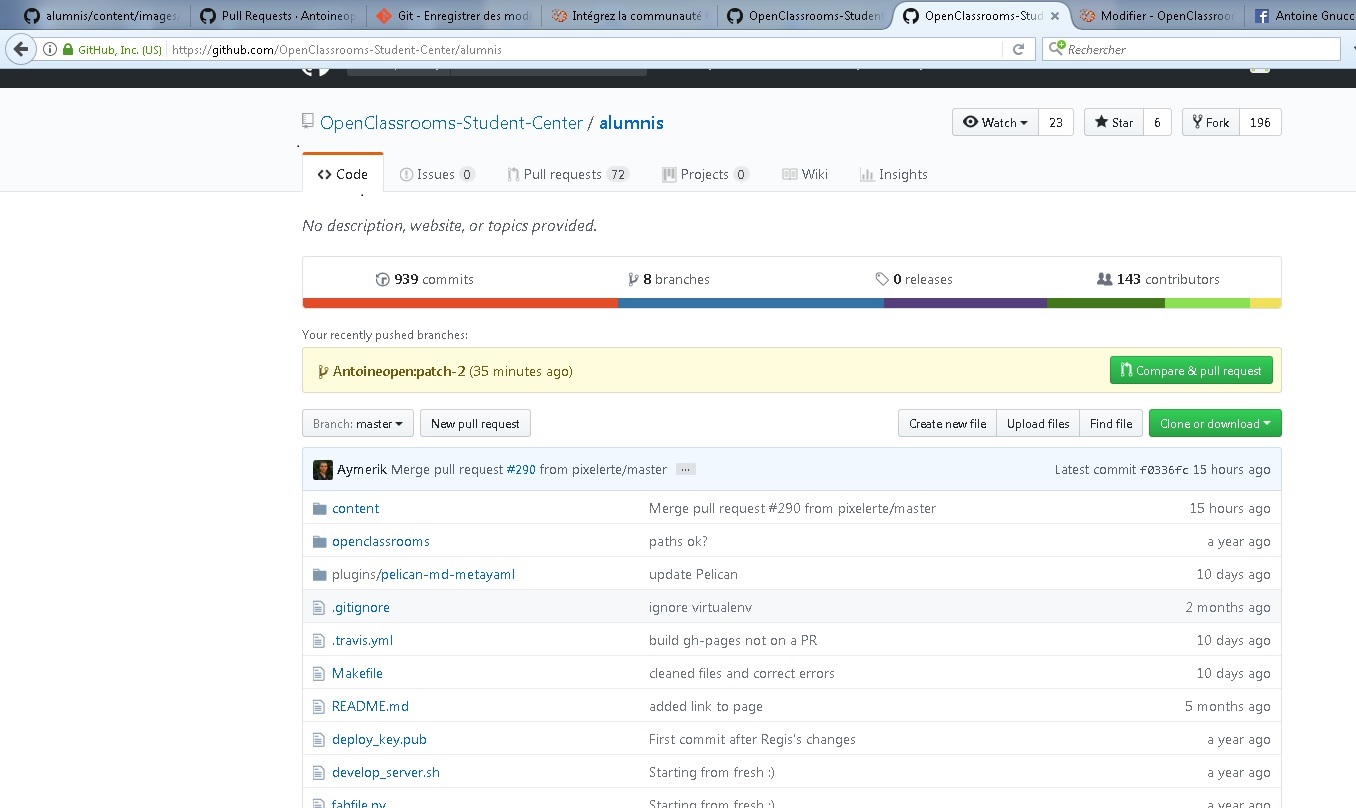 alumnis/content/images, Pull Requests · Antoineop Git - Enregistrer des mod Intégrez la communauté OpenClassrooms-Student OpenClassrooms-Stud × Modifier - OpenClassroom Antoine Gnucc
GitHub, Inc. (US) https://github.com/OpenClassrooms-Student-Center/alumnis Rechercher
OpenClassrooms-Student-Center / alumnis Watch 23 Star 6 Fork 196
Code Issues 0 Pull requests 72 Projects 0 Wiki Insights
No description, website, or topics provided.
939 commits 8 branches 0 releases 143 contributors
Your recently pushed branches:
Antoineopen:patch-2 (35 minutes ago) Compare & pull request
Branch: master New pull request Create new file Upload files Find file Clone or download
Aymerik Merge pull request #290 from pixelerte/master ... Latest commit f0336fc 15 hours ago
content Merge pull request #290 from pixelerte/master 15 hours ago
openclassrooms paths ok? a year ago
plugins/pelican-md-metayaml update Pelican 10 days ago
.gitignore ignore virtualenv 2 months ago
.travis.yml build gh-pages not on a PR 10 days ago
Makefile cleaned files and correct errors 10 days ago
README.md added link to page 5 months ago
deploy_key.pub First commit after Regis's changes a year ago
develop_server.sh Starting from fresh :) a year ago
fabfile.py Starting from fresh :) a year ago